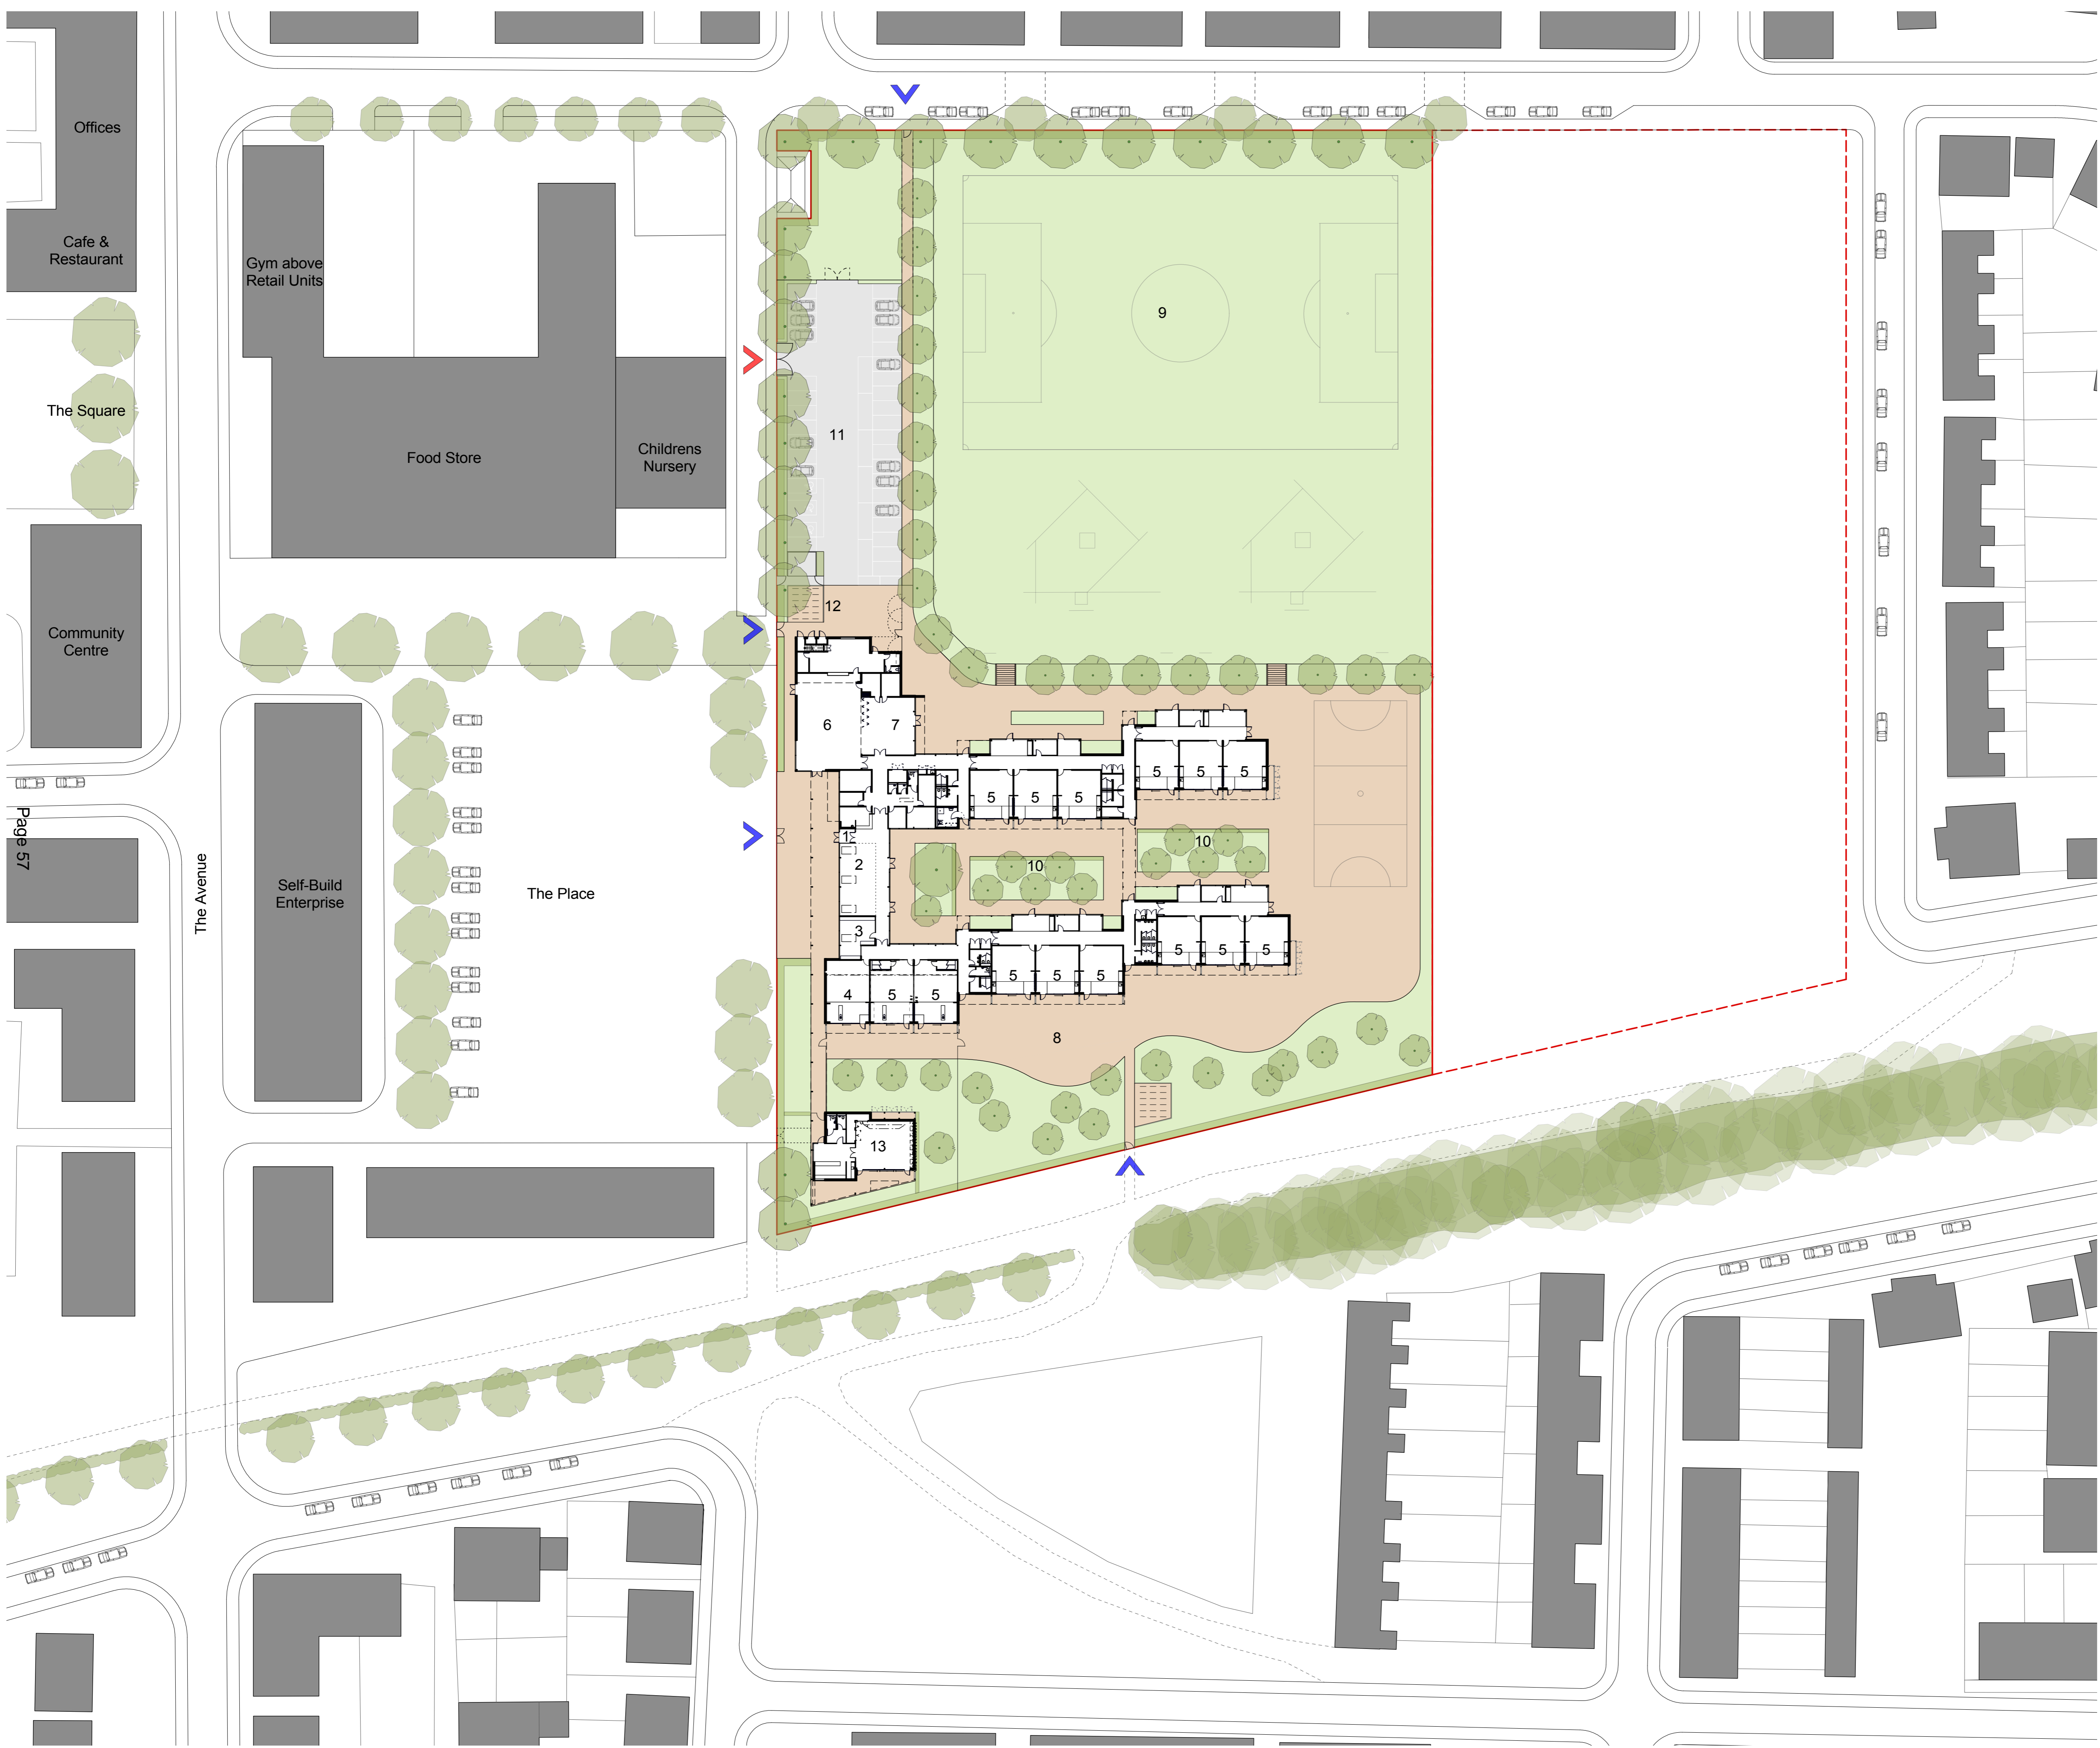 Offices
Cafe &
Restaurant
Gym above
Retail Units
The Square
Food Store
Childrens
Nursery
Community
Centre
Page 57
The Avenue
Self-Build
Enterprise
The Place
9
11
12
6
7
5
5
5
5
5
5
1
2
10
10
3
5
5
5
5
5
5
4
5
5
8
13